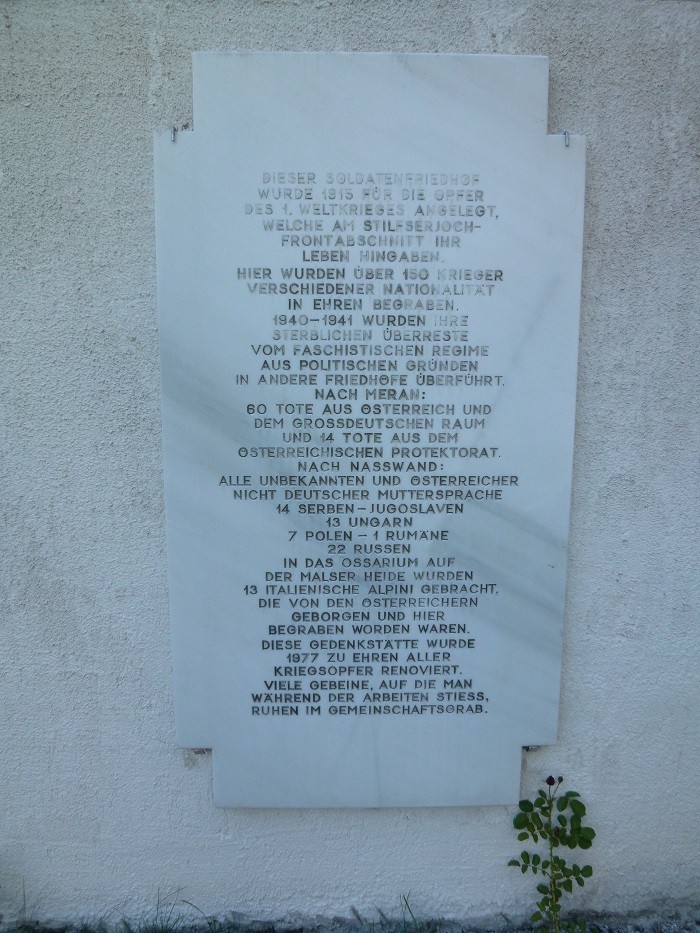 DIESER SOLDATENFRIEDHOF
WURDE 1915 FÜR DIE OPFER
DES 1. WELTKRIEGES ANGELEGT,
WELCHE AM STILFSERJOCH-
FRONTABSCHNITT IHR
LEBEN HINGABEN.
HIER WURDEN ÜBER 150 KRIEGER
VERSCHIEDENER NATIONALITÄT
IN EHREN BEGRABEN.
1940-1941 WURDEN IHRE
STERBLICHEN ÜBERRESTE
VOM FASCHISTISCHEN REGIME
AUS POLITISCHEN GRÜNDEN
IN ANDERE FRIEDHÖFE ÜBERFÜHRT.
NACH MERAN:
60 TOTE AUS ÖSTERREICH UND
DEM GROSSDEUTSCHEN RAUM
UND 14 TOTE AUS DEM
ÖSTERREICHISCHEN PROTEKTORAT.
NACH NASSWAND:
ALLE UNBEKANNTEN UND ÖSTERREICHER
NICHT DEUTSCHER MUTTERSPRACHE
14 SERBEN-JUGOSLAVEN
13 UNGARN
7 POLEN - 1 RUMÄNE
22 RUSSEN
IN DAS OSSARIUM AUF
DER MALSER HEIDE WURDEN
13 ITALIENISCHE ALPINI GEBRACHT,
DIE VON DEN ÖSTERREICHERN
GEBORGEN UND HIER
BEGRABEN WORDEN WAREN.
DIESE GEDENKSTÄTTE WURDE
1977 ZU EHREN ALLER
KRIEGSOPFER RENOVIERT.
VIELE GEBEINE, AUF DIE MAN
WÄHREND DER ARBEITEN STIESS,
RUHEN IM GEMEINSCHAFTSGRAB.